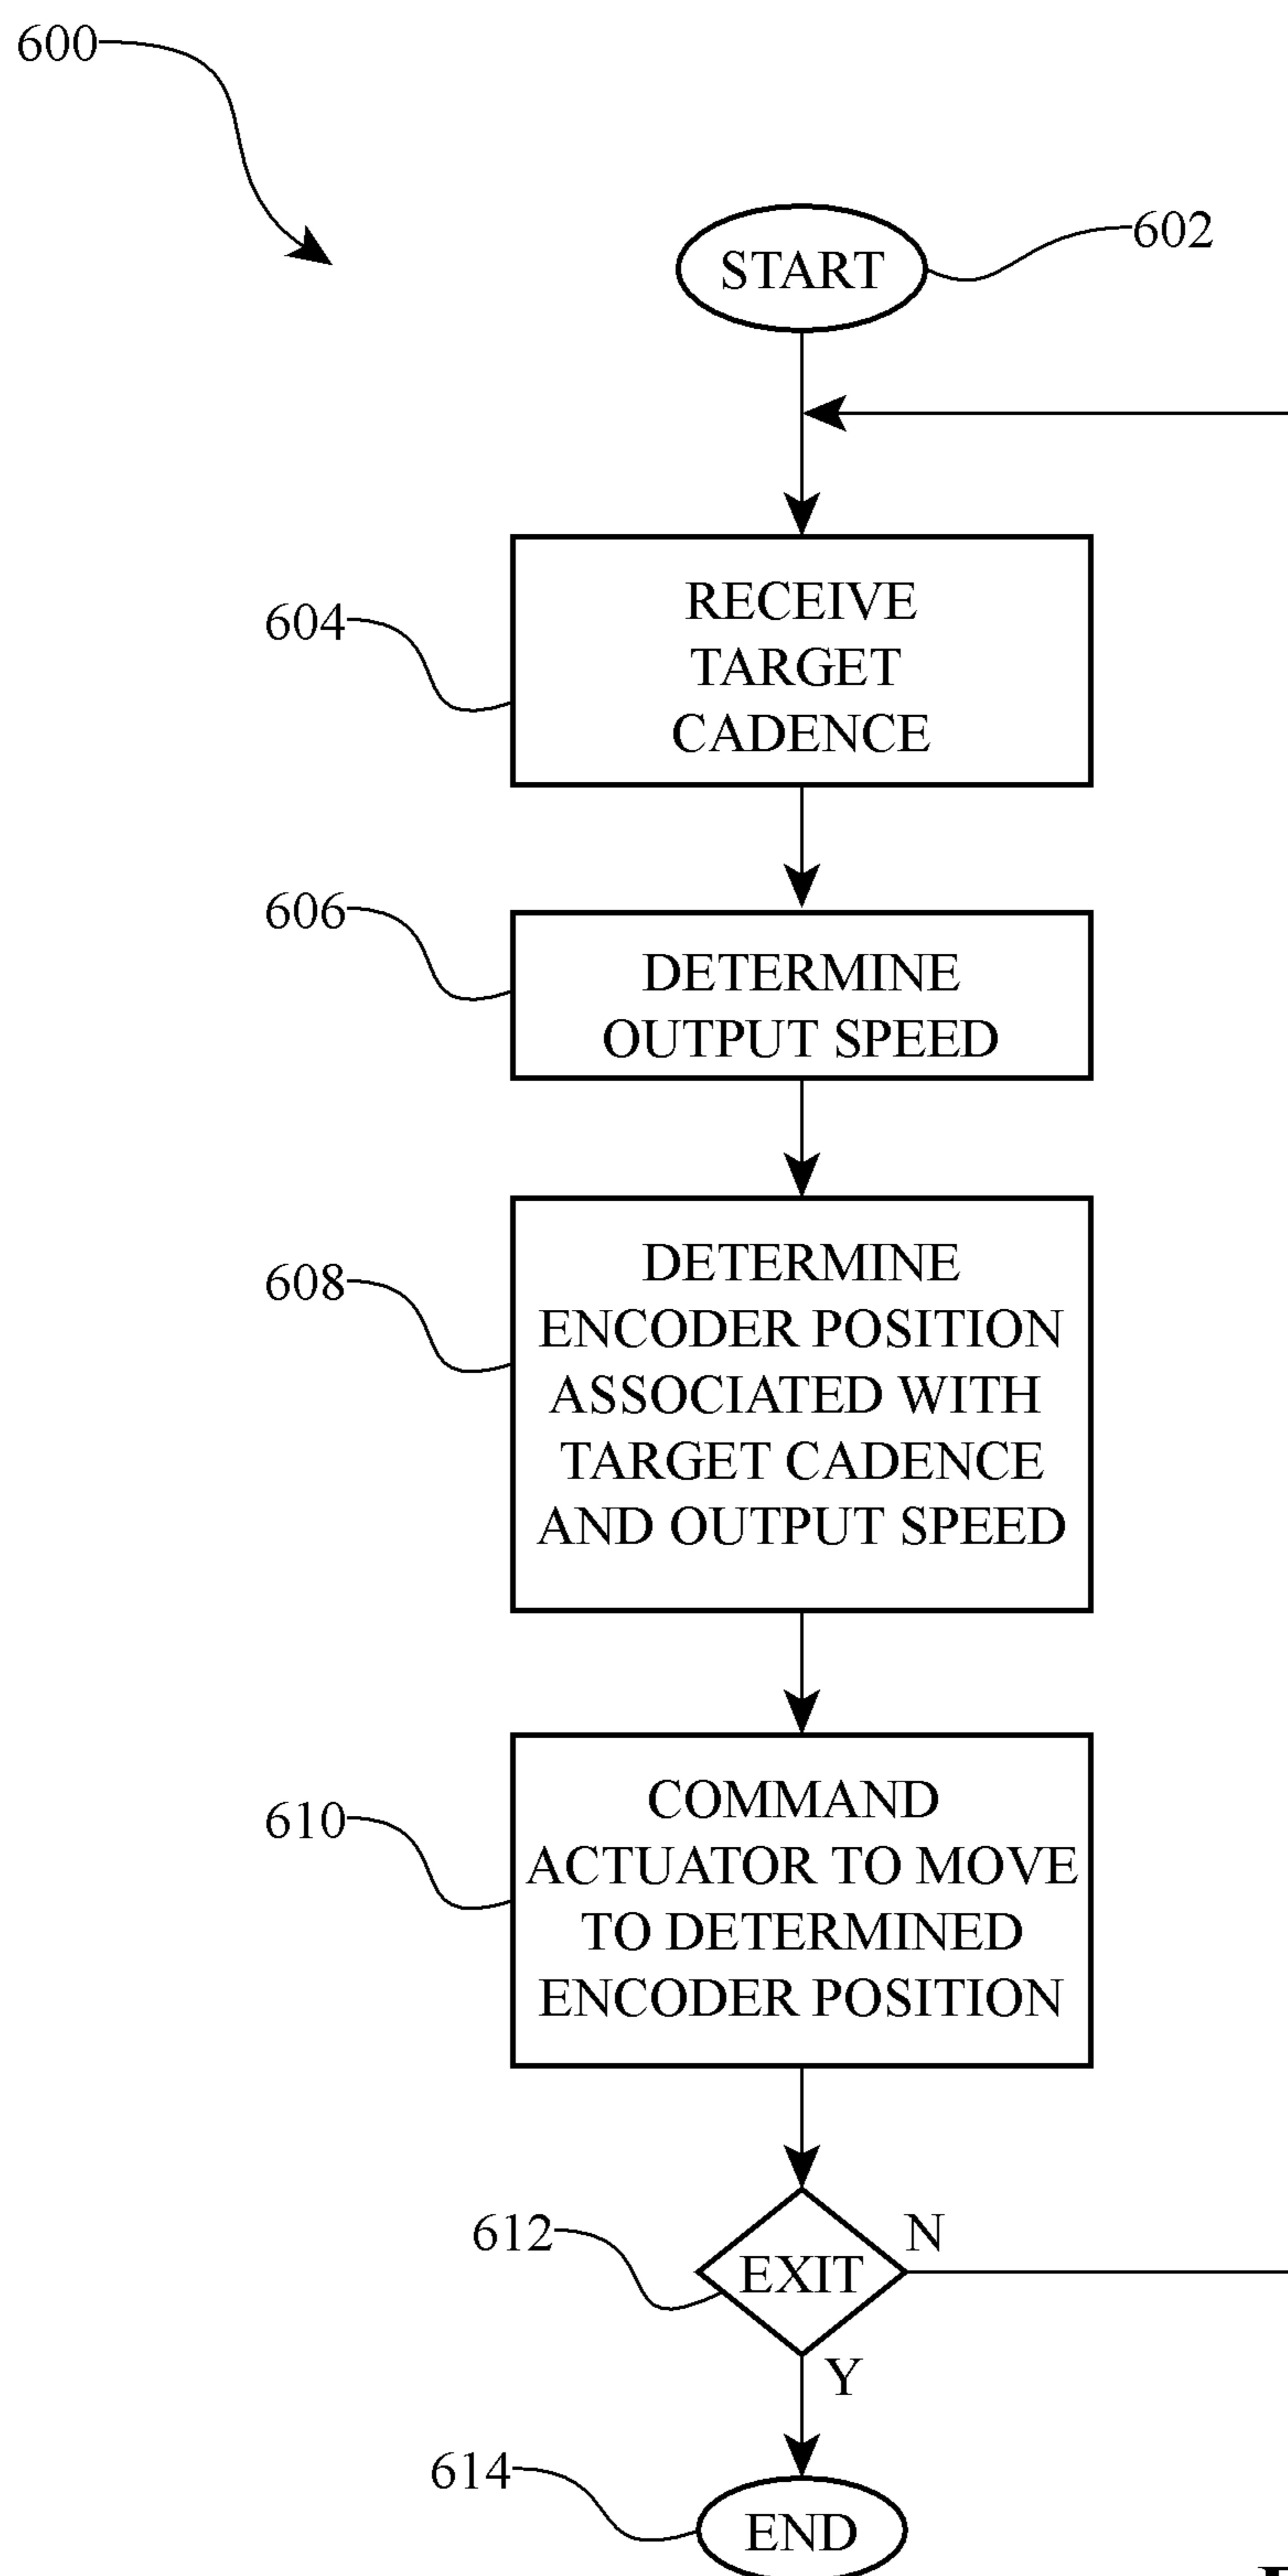 600
START
602
RECEIVE
TARGET
CADENCE
604
606
DETERMINE
OUTPUT SPEED
DETERMINE
608
ENCODER POSITION
ASSOCIATED WITH
TARGET CADENCE
AND OUTPUT SPEED
COMMAND
610
ACTUATOR TO MOVE
TO DETERMINED
ENCODER POSITION
612
N
EXIT
Y
614
END